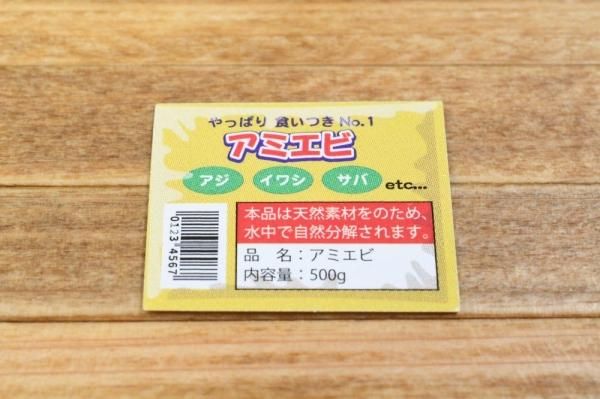 やっぱり 食いつき No.1
アミエビ
アジ イワシ サバ etc...
本品は天然素材をのため、
水中で自然分解されます。
品　名：アミエビ
内容量：500g
0123 4567